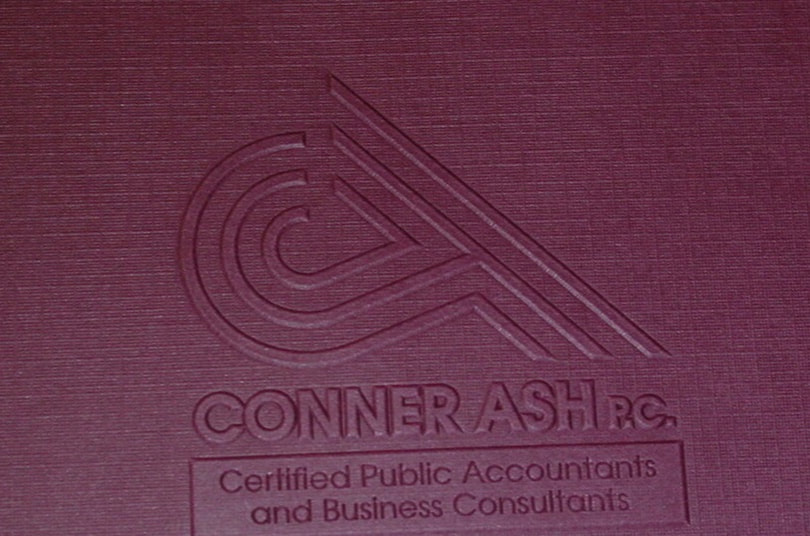 CONNER ASH P.C.
Certified Public Accountants
and Business Consultants